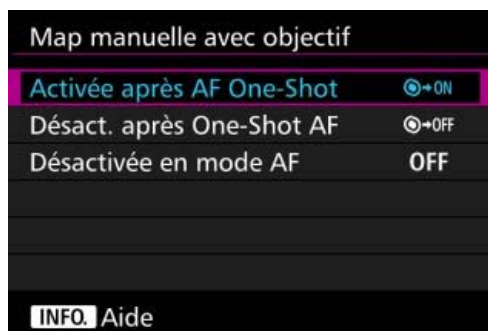 Map manuelle avec objectif
Activée après AF One-Shot ON
Désact. après One-Shot AF OFF
Désactivée en mode AF OFF
INFO. Aide